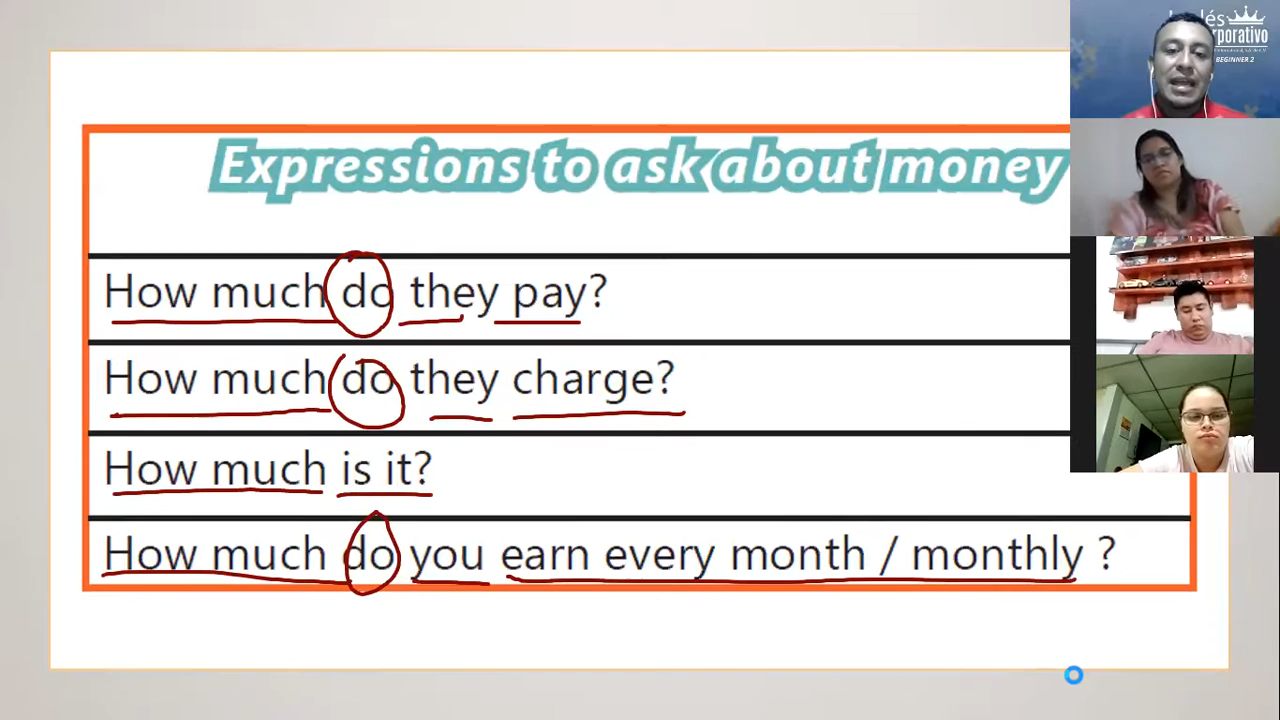 Expressions to ask about money
How much do they pay?
How much do they charge?
How much is it?
How much do you earn every month / monthly ?
BEGINNER 2